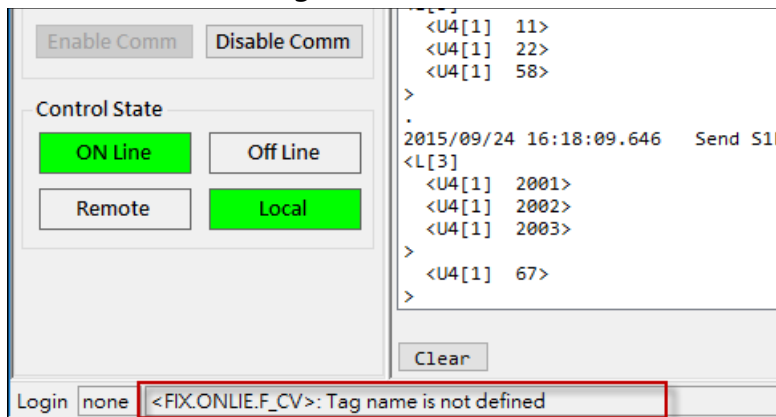 Enable Comm Disable Comm
Control State
ON Line Off Line
Remote Local
<U4[1] 11>
<U4[1] 22>
<U4[1] 58>
>
.
2015/09/24 16:18:09.646 Send
<L[3]
<U4[1] 2001>
<U4[1] 2002>
<U4[1] 2003>
>
<U4[1] 67>
>
Clear
Login none <FIX.ONLIE.F_CV>: Tag name is not defined